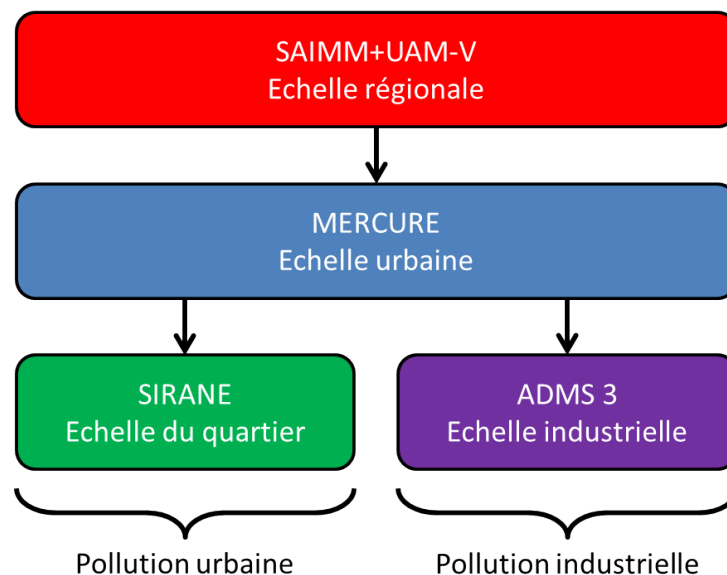 SAIMM+UAM-V
Echelle régionale
MERCURE
Echelle urbaine
SIRANE
Echelle du quartier
ADMS 3
Echelle industrielle
Pollution urbaine
Pollution industrielle